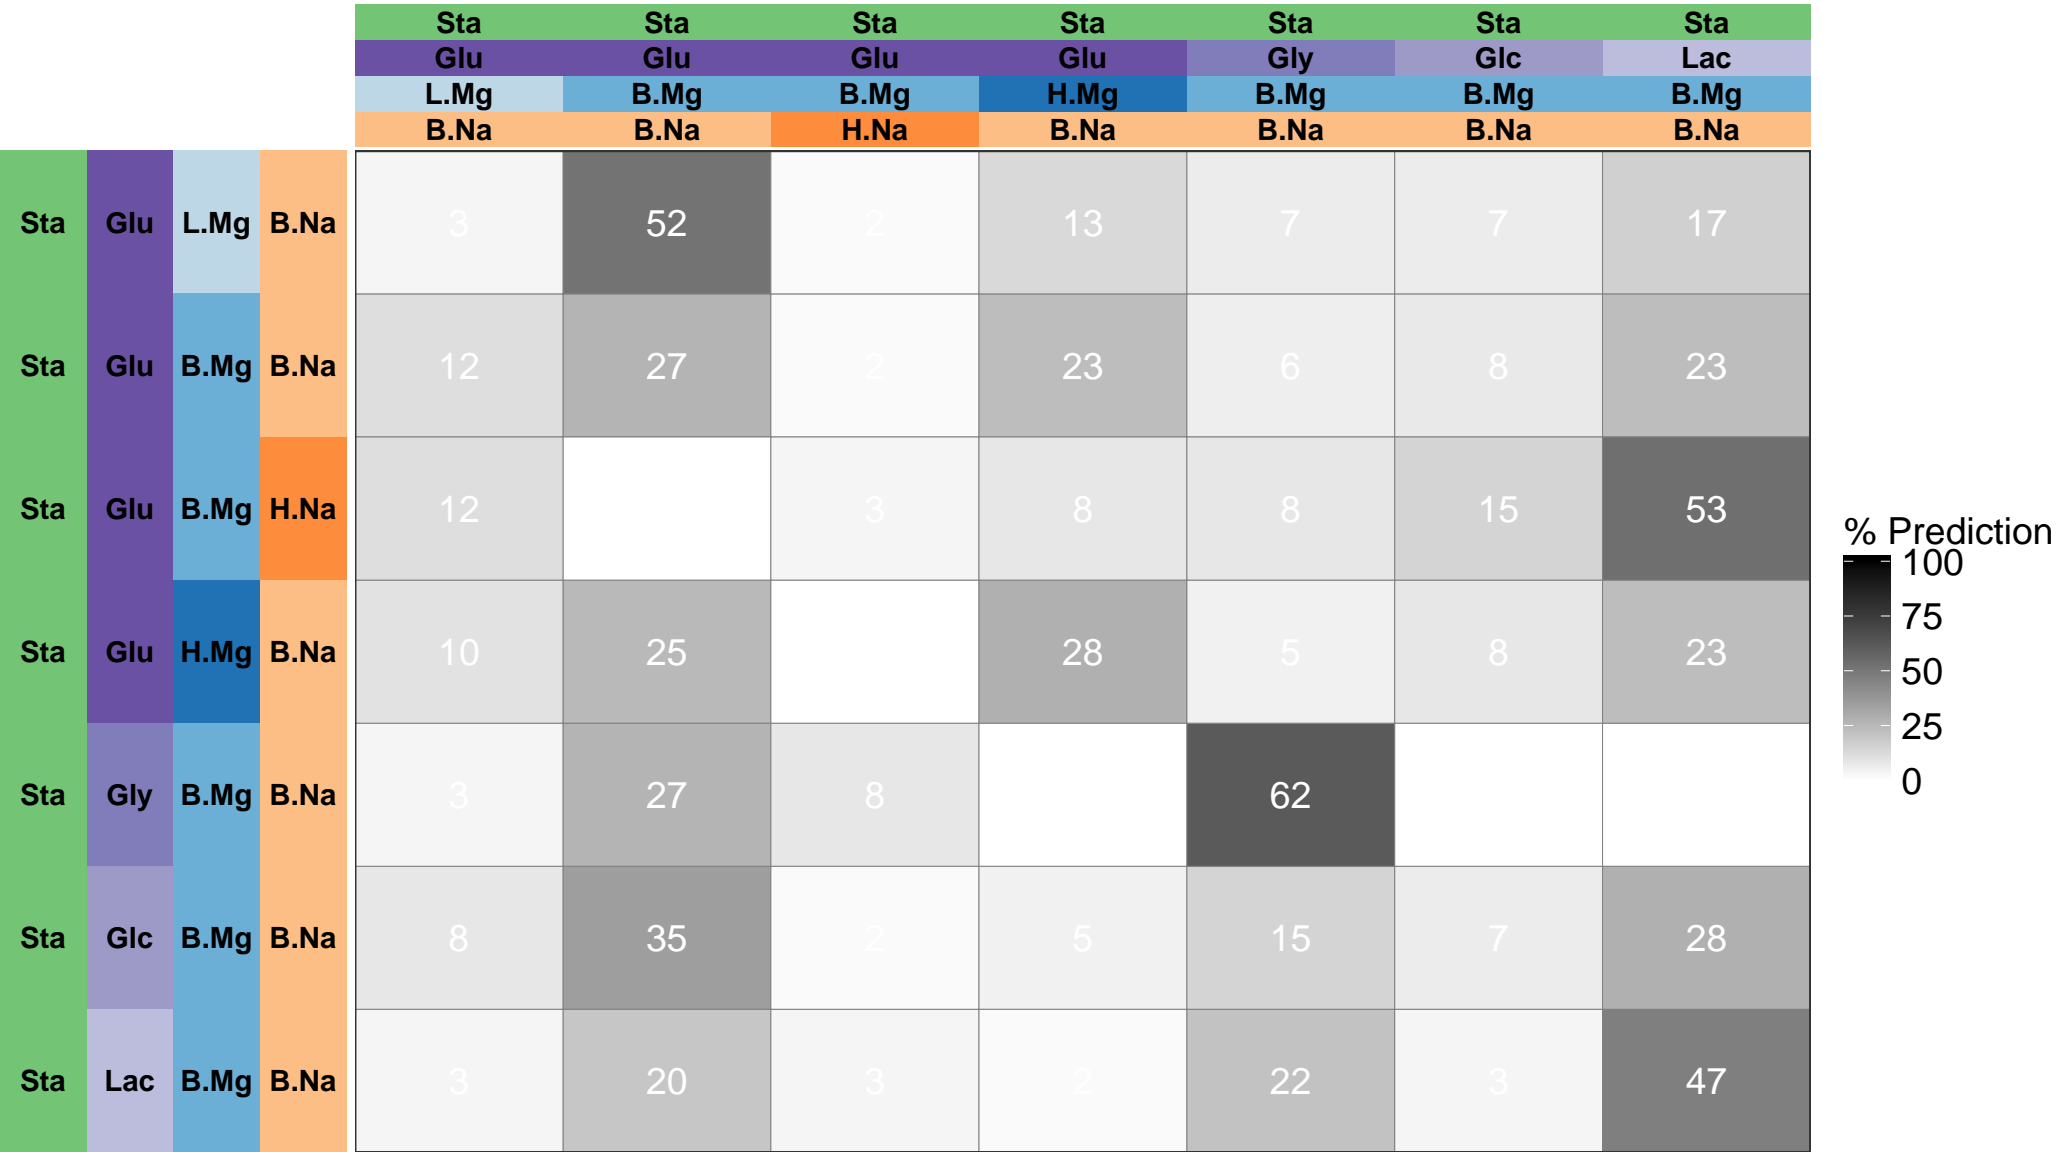 Sta Sta Sta Sta Sta Sta Sta
Glu Glu Glu Glu Gly Glc Lac
L.Mg B.Mg B.Mg H.Mg B.Mg B.Mg B.Mg
B.Na B.Na H.Na B.Na B.Na B.Na B.Na
Sta Glu L.Mg B.Na 3 52 2 13 7 7 17
Sta Glu B.Mg B.Na 12 27 2 23 6 8 23
Sta Glu B.Mg H.Na 12 3 8 8 15 53
Sta Glu H.Mg B.Na 10 25 28 5 8 23
Sta Gly B.Mg B.Na 3 27 8 62
Sta Glc B.Mg B.Na 8 35 2 5 15 7 28
Sta Lac B.Mg B.Na 3 20 3 2 22 3 47
% Prediction
100
75
50
25
0